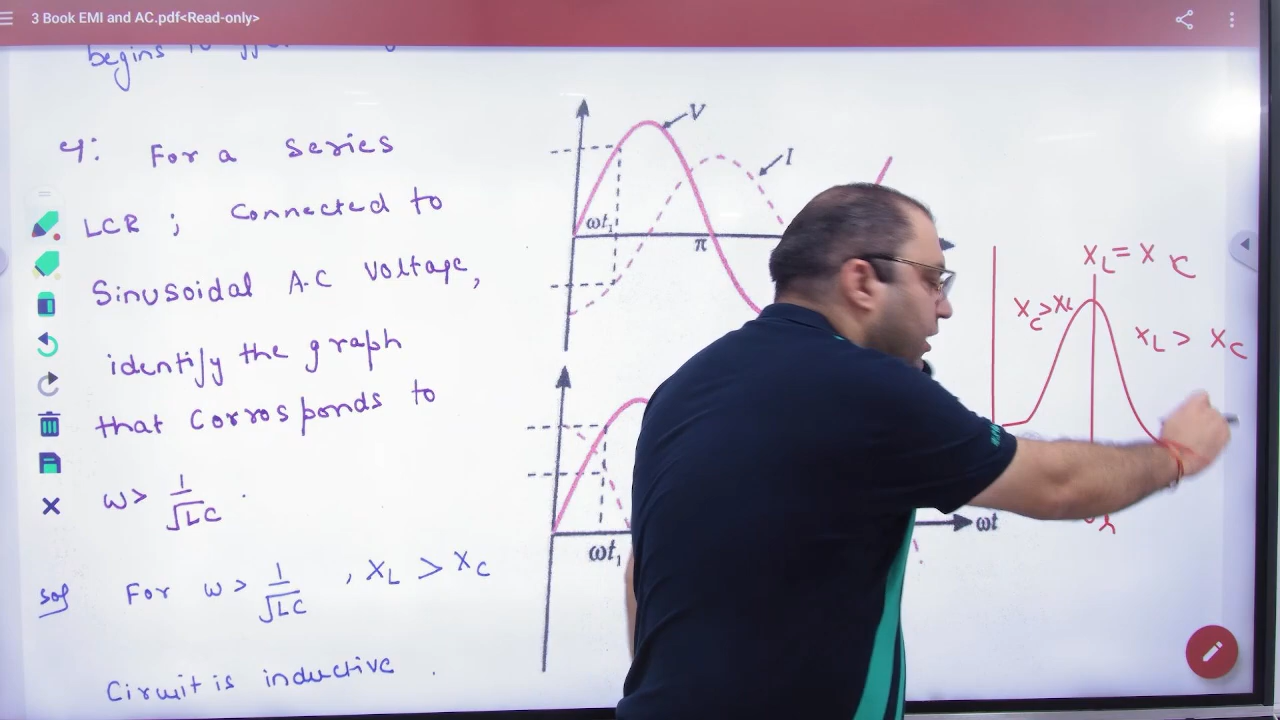 3 Book EMI and AC.pdf<Read-only>
begins to
4: For a series
LCR ; Connected to
Sinusoidal A.C Voltage,
identify the graph
that Corrosponds to
ω> 1/√LC .
Sol For ω> 1/√LC , XL > XC
Circuit is inductive .
V
I
ωt1
π
ωt1
ωt
XL = XC
XC>XL
XL > XC